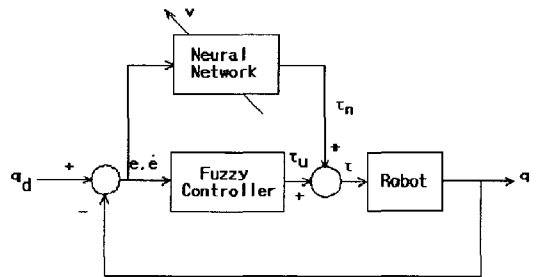 v
Neural
Network
τn
+
e, ė
τu
+
qd
+
−
Fuzzy
Controller
τ
Robot
q